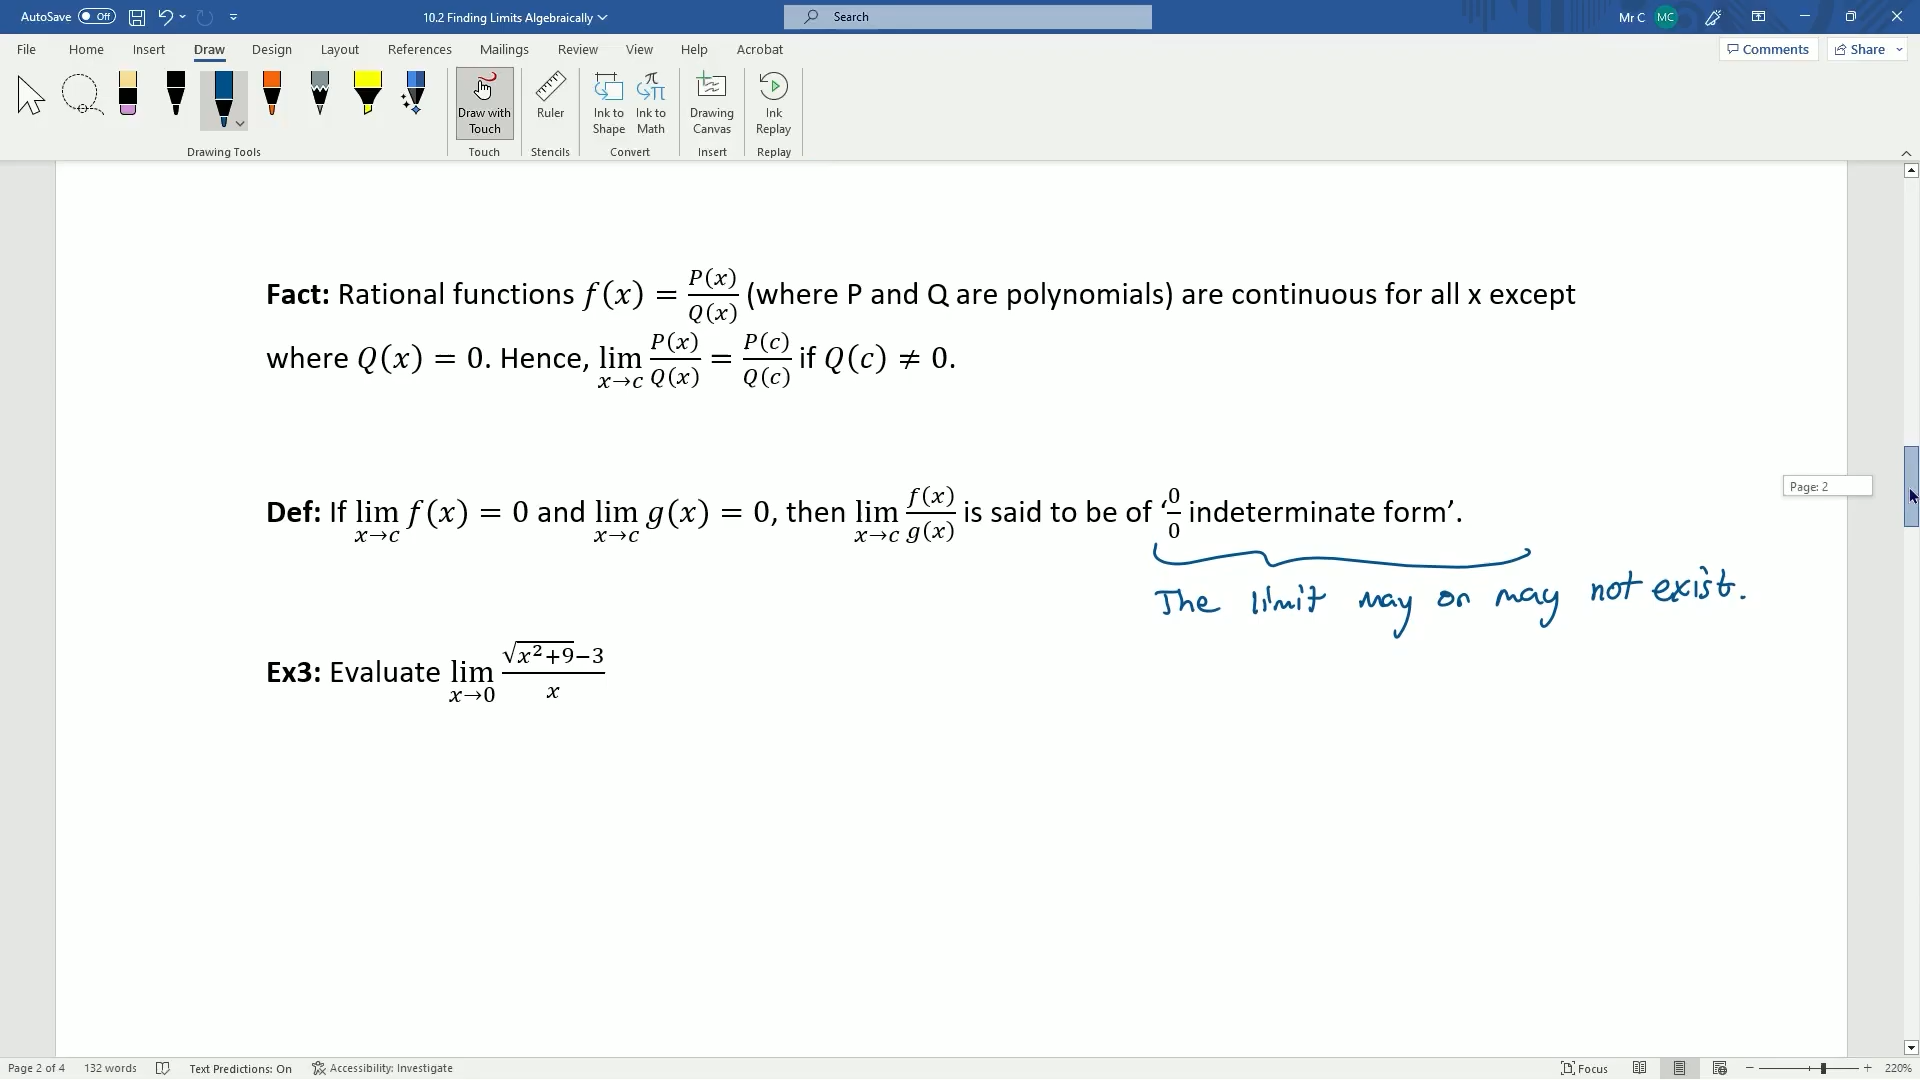 AutoSave Off 10.2 Finding Limits Algebraically Search Mr C MC
File Home Insert Draw Design Layout References Mailings Review View Help Acrobat Comments Share
Draw with Touch Ruler Ink to Shape Ink to Math Drawing Canvas Ink Replay
Drawing Tools Touch Stencils Convert Insert Replay
Fact: Rational functions f(x) = P(x)/Q(x) (where P and Q are polynomials) are continuous for all x except
where Q(x) = 0. Hence, lim x→c P(x)/Q(x) = P(c)/Q(c) if Q(c) ≠ 0.
Page: 2
Def: If lim x→c f(x) = 0 and lim x→c g(x) = 0, then lim x→c f(x)/g(x) is said to be of ‘0/0 indeterminate form’.
The limit may or may not exist.
Ex3: Evaluate lim x→0 √x²+9−3/x
Page 2 of 4 132 words Text Predictions: On Accessibility: Investigate Focus 220%